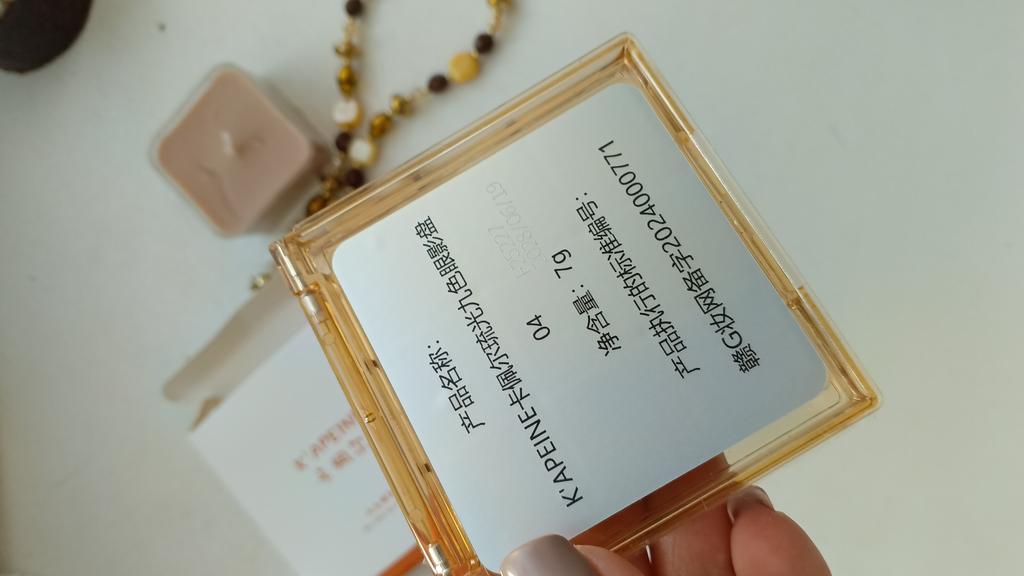 产品名称：
K'APEINE卡佩尔琉光九色眼影盘
04
净含量：7g
产品执行的标准编号：
赣G妆网备字2024000771
K'APEINE